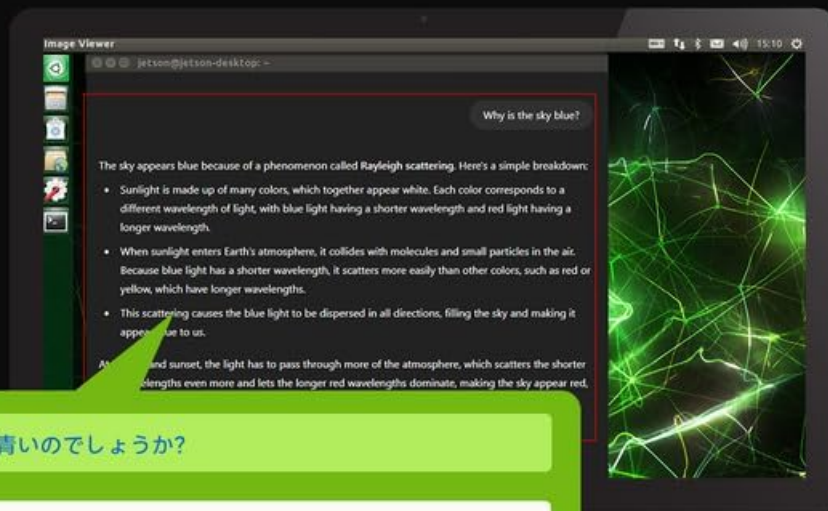 Image Viewer
15:10
jetson@jetson-desktop: ~
Why is the sky blue?
The sky appears blue because of a phenomenon called Rayleigh scattering. Here's a simple breakdown:
• Sunlight is made up of many colors, which together appear white. Each color corresponds to a
different wavelength of light, with blue light having a shorter wavelength and red light having a
longer wavelength.
• When sunlight enters Earth's atmosphere, it collides with molecules and small particles in the air.
Because blue light has a shorter wavelength, it scatters more easily than other colors, such as red or
yellow, which have longer wavelengths.
• This scattering causes the blue light to be dispersed in all directions, filling the sky and making it
to us.
and sunset, the light has to pass through more of the atmosphere, which scatters the shorter
even more and lets the longer red wavelengths dominate, making the sky appear red,
青いのでしょうか?